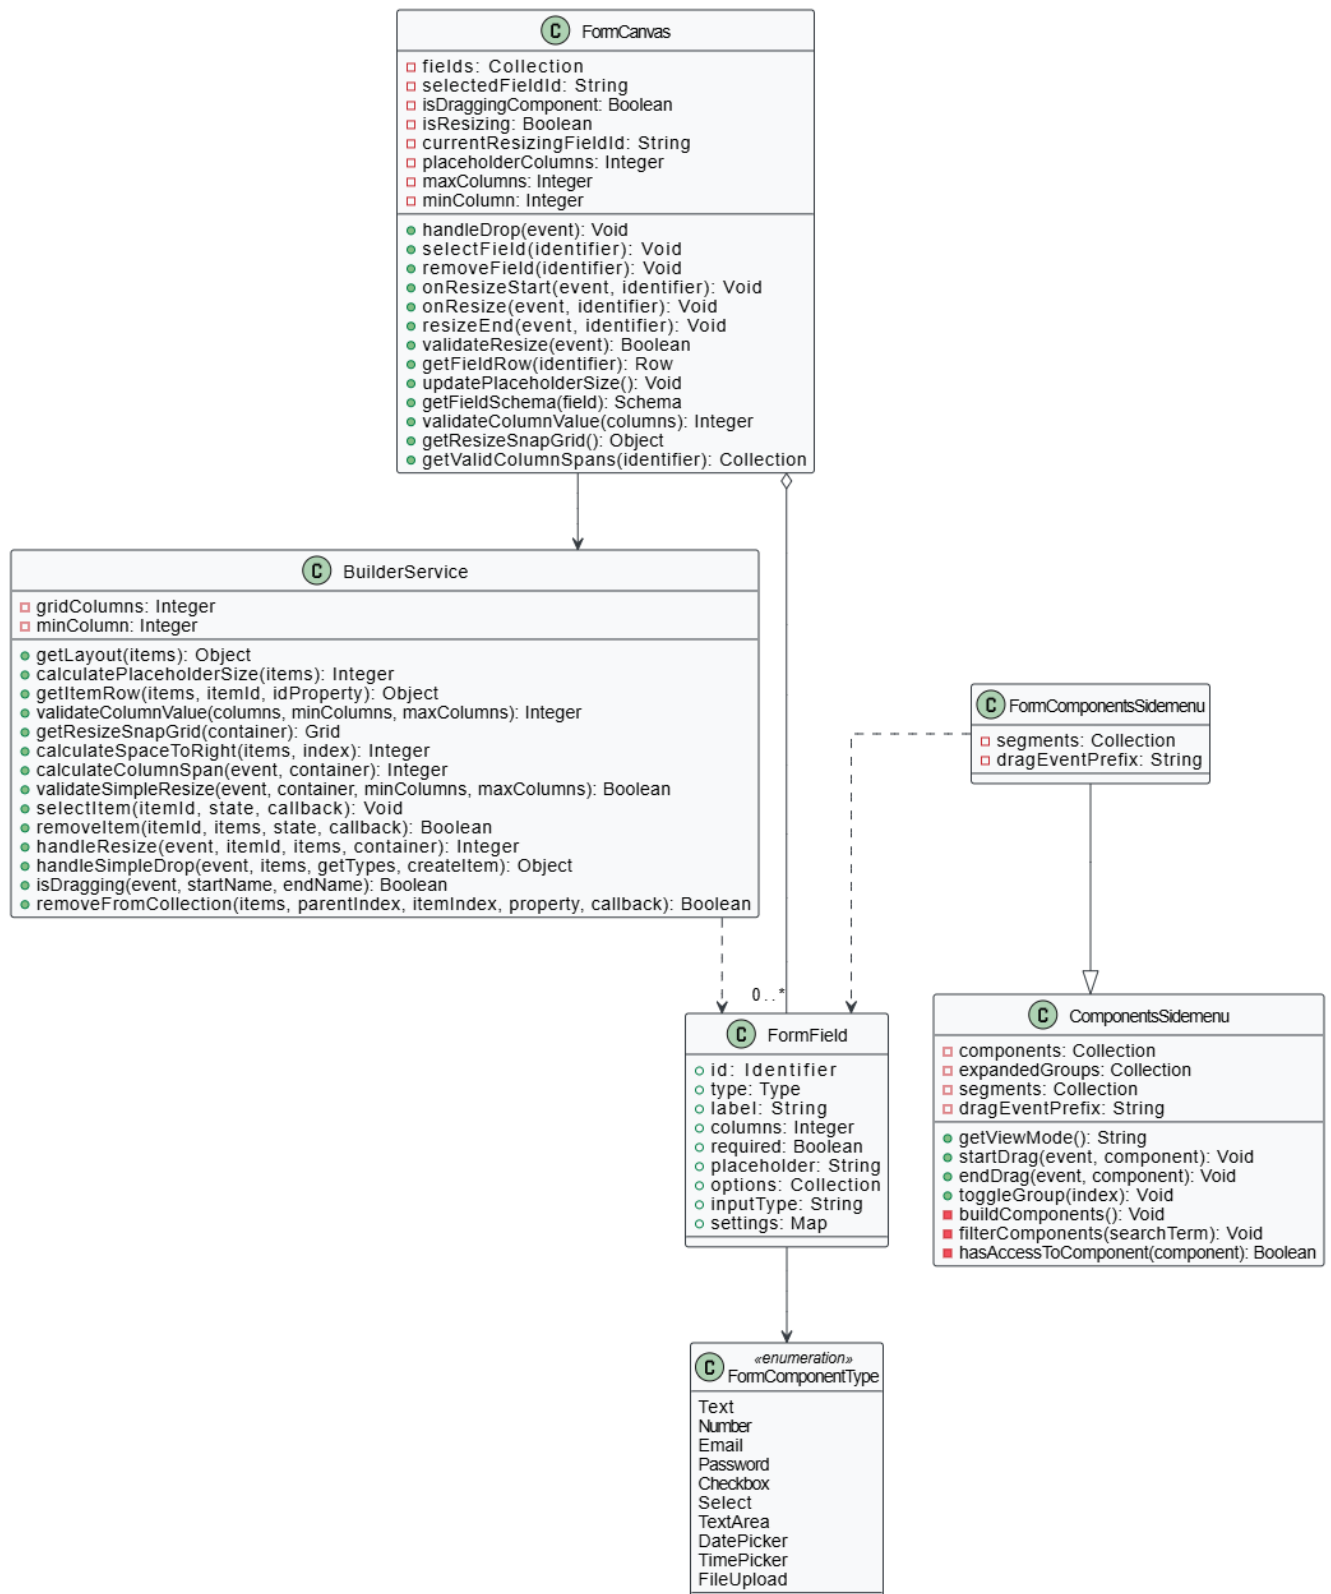 C FormCanvas
fields: Collection
selectedFieldId: String
isDraggingComponent: Boolean
isResizing: Boolean
currentResizingFieldId: String
placeholderColumns: Integer
maxColumns: Integer
minColumn: Integer
handleDrop(event): Void
selectField(identifier): Void
removeField(identifier): Void
onResizeStart(event, identifier): Void
onResize(event, identifier): Void
resizeEnd(event, identifier): Void
validateResize(event): Boolean
getFieldRow(identifier): Row
updatePlaceholderSize(): Void
getFieldSchema(field): Schema
validateColumnValue(columns): Integer
getResizeSnapGrid(): Object
getValidColumnSpans(identifier): Collection
C BuilderService
gridColumns: Integer
minColumn: Integer
getLayout(items): Object
calculatePlaceholderSize(items): Integer
getItemRow(items, itemId, idProperty): Object
validateColumnValue(columns, minColumns, maxColumns): Integer
getResizeSnapGrid(container): Grid
calculateSpaceToRight(items, index): Integer
calculateColumnSpan(event, container): Integer
validateSimpleResize(event, container, minColumns, maxColumns): Boolean
selectItem(itemId, state, callback): Void
removeItem(itemId, items, state, callback): Boolean
handleResize(event, itemId, items, container): Integer
handleSimpleDrop(event, items, getTypes, createItem): Object
isDragging(event, startName, endName): Boolean
removeFromCollection(items, parentIndex, itemIndex, property, callback): Boolean
C FormComponentsSidemenu
segments: Collection
dragEventPrefix: String
0..*
C FormField
id: Identifier
type: Type
label: String
columns: Integer
required: Boolean
placeholder: String
options: Collection
inputType: String
settings: Map
C ComponentsSidemenu
components: Collection
expandedGroups: Collection
segments: Collection
dragEventPrefix: String
getViewMode(): String
startDrag(event, component): Void
endDrag(event, component): Void
toggleGroup(index): Void
buildComponents(): Void
filterComponents(searchTerm): Void
hasAccessToComponent(component): Boolean
C «enumeration»
FormComponentType
Text
Number
Email
Password
Checkbox
Select
TextArea
DatePicker
TimePicker
FileUpload